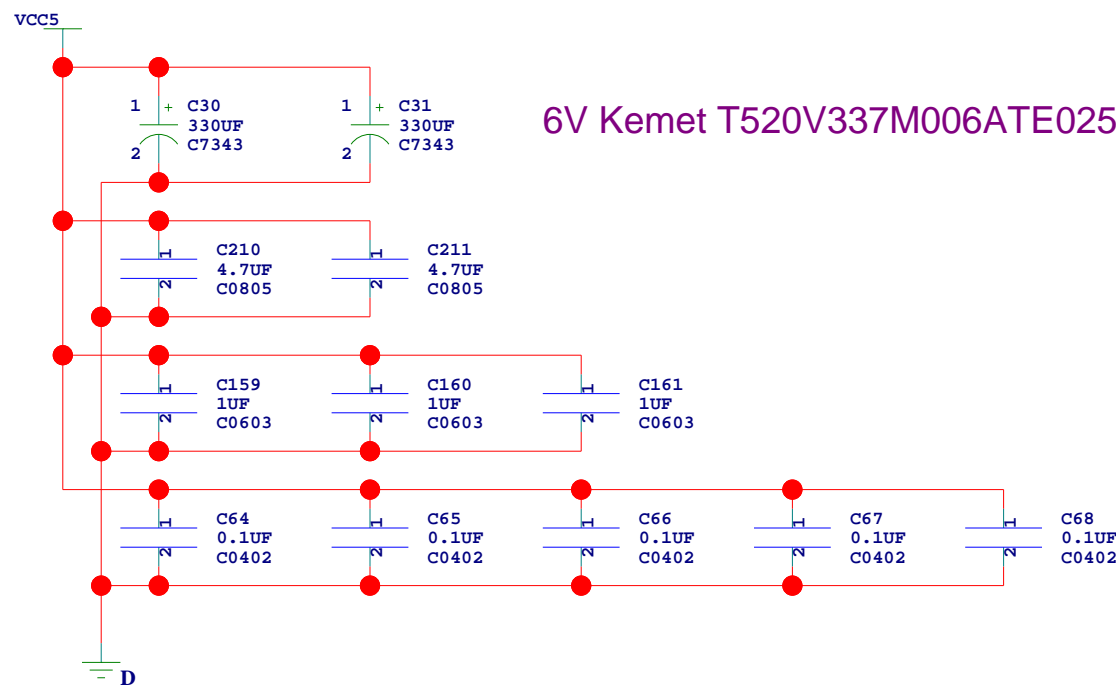 VCC5
1 + C30
330UF
2 C7343
1 + C31
330UF
2 C7343
6V Kemet T520V337M006ATE025
1 C210
4.7UF
2 C0805
1 C211
4.7UF
2 C0805
1 C159
1UF
2 C0603
1 C160
1UF
2 C0603
1 C161
1UF
2 C0603
1 C64
0.1UF
2 C0402
1 C65
0.1UF
2 C0402
1 C66
0.1UF
2 C0402
1 C67
0.1UF
2 C0402
1 C68
0.1UF
2 C0402
D